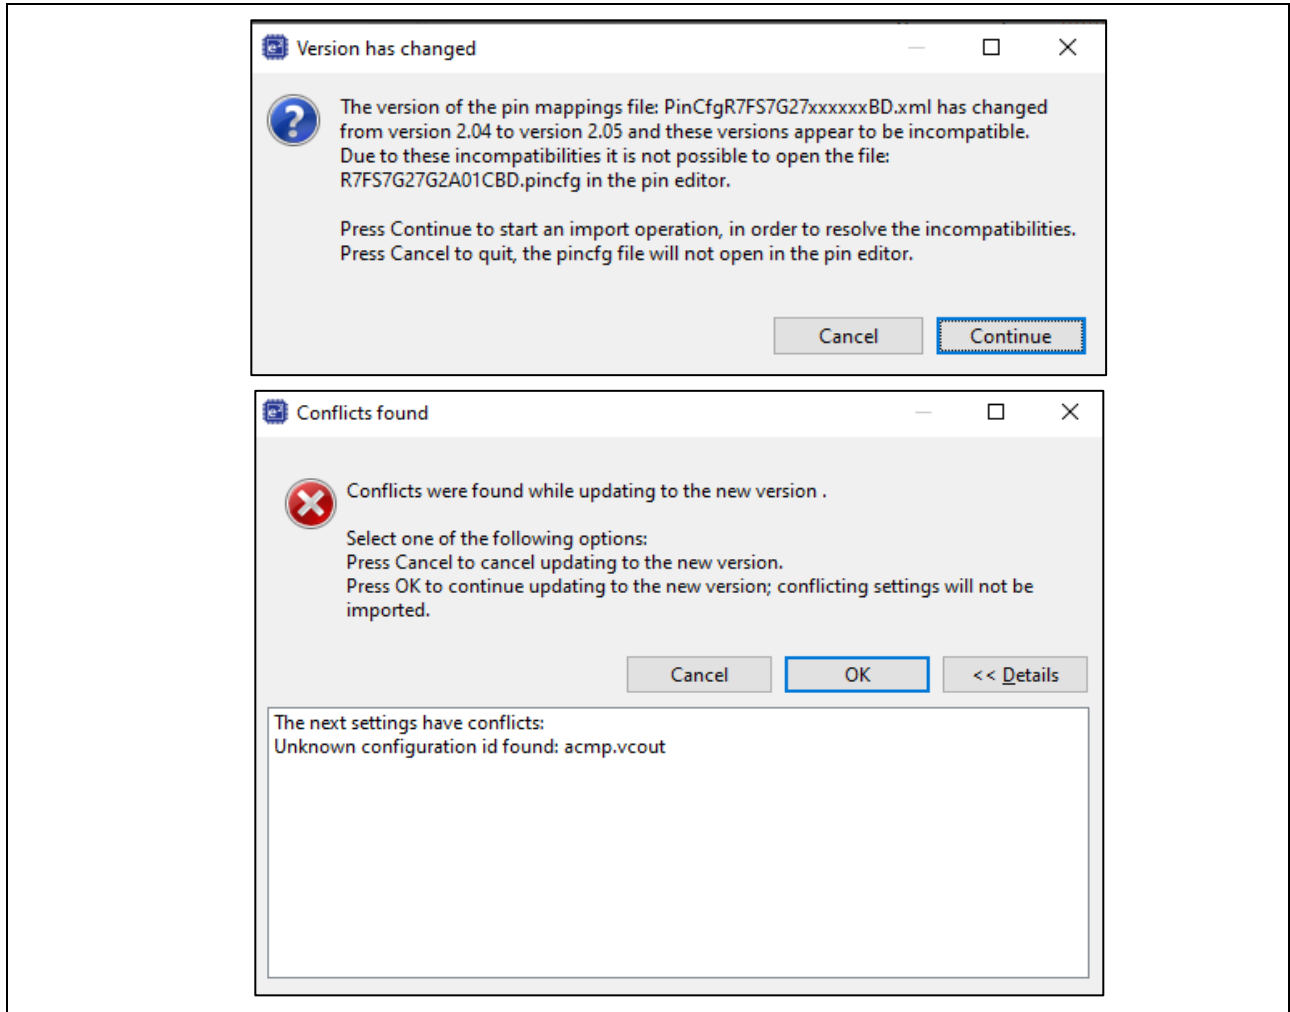 Version has changed
The version of the pin mappings file: PinCfgR7FS7G27xxxxxxBD.xml has changed
from version 2.04 to version 2.05 and these versions appear to be incompatible.
Due to these incompatibilities it is not possible to open the file:
R7FS7G27G2A01CBD.pincfg in the pin editor.
Press Continue to start an import operation, in order to resolve the incompatibilities.
Press Cancel to quit, the pincfg file will not open in the pin editor.
Cancel Continue
Conflicts found
Conflicts were found while updating to the new version .
Select one of the following options:
Press Cancel to cancel updating to the new version.
Press OK to continue updating to the new version; conflicting settings will not be
imported.
Cancel OK << Details
The next settings have conflicts:
Unknown configuration id found: acmp.vcout